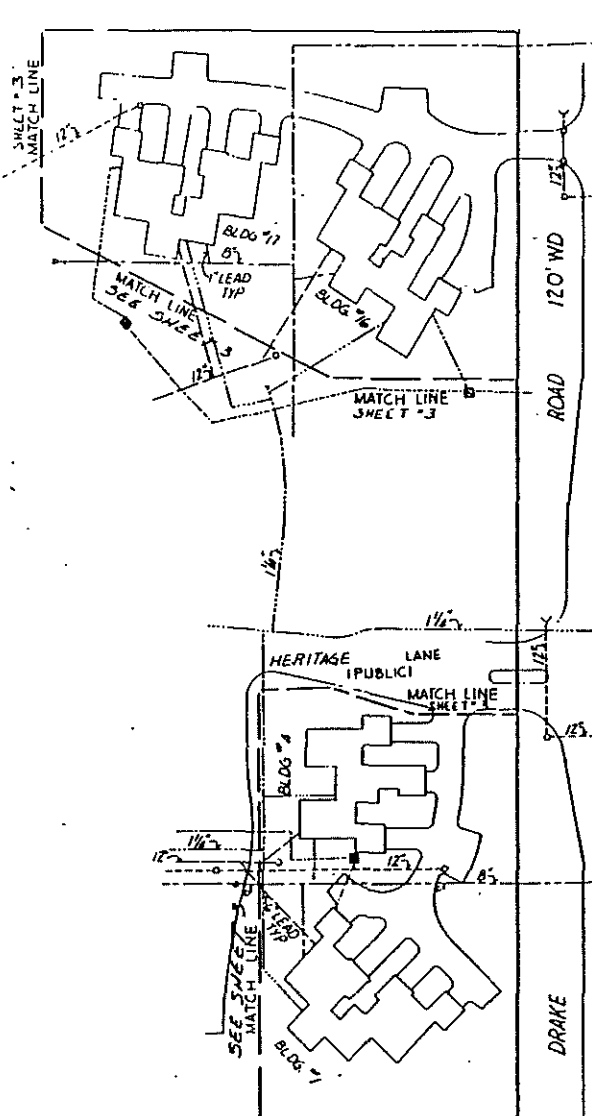 SHEET #3
MATCH LINE
12"
12"
BLDG #17
8"
1" LEAD
TYP
MATCH LINE
SEE SHEET 3
12"
BLDG. #16
MATCH LINE
SHEET #3
ROAD 120' WD
1¼"
1¼"
HERITAGE LANE
(PUBLIC)
12"
MATCH LINE
SHEET #3
12"
BLDG #4
1¼"
12"
12"
8"
LEAD
TYP
SEE SHEET
MATCH LINE
BLDG. #1
DRAKE